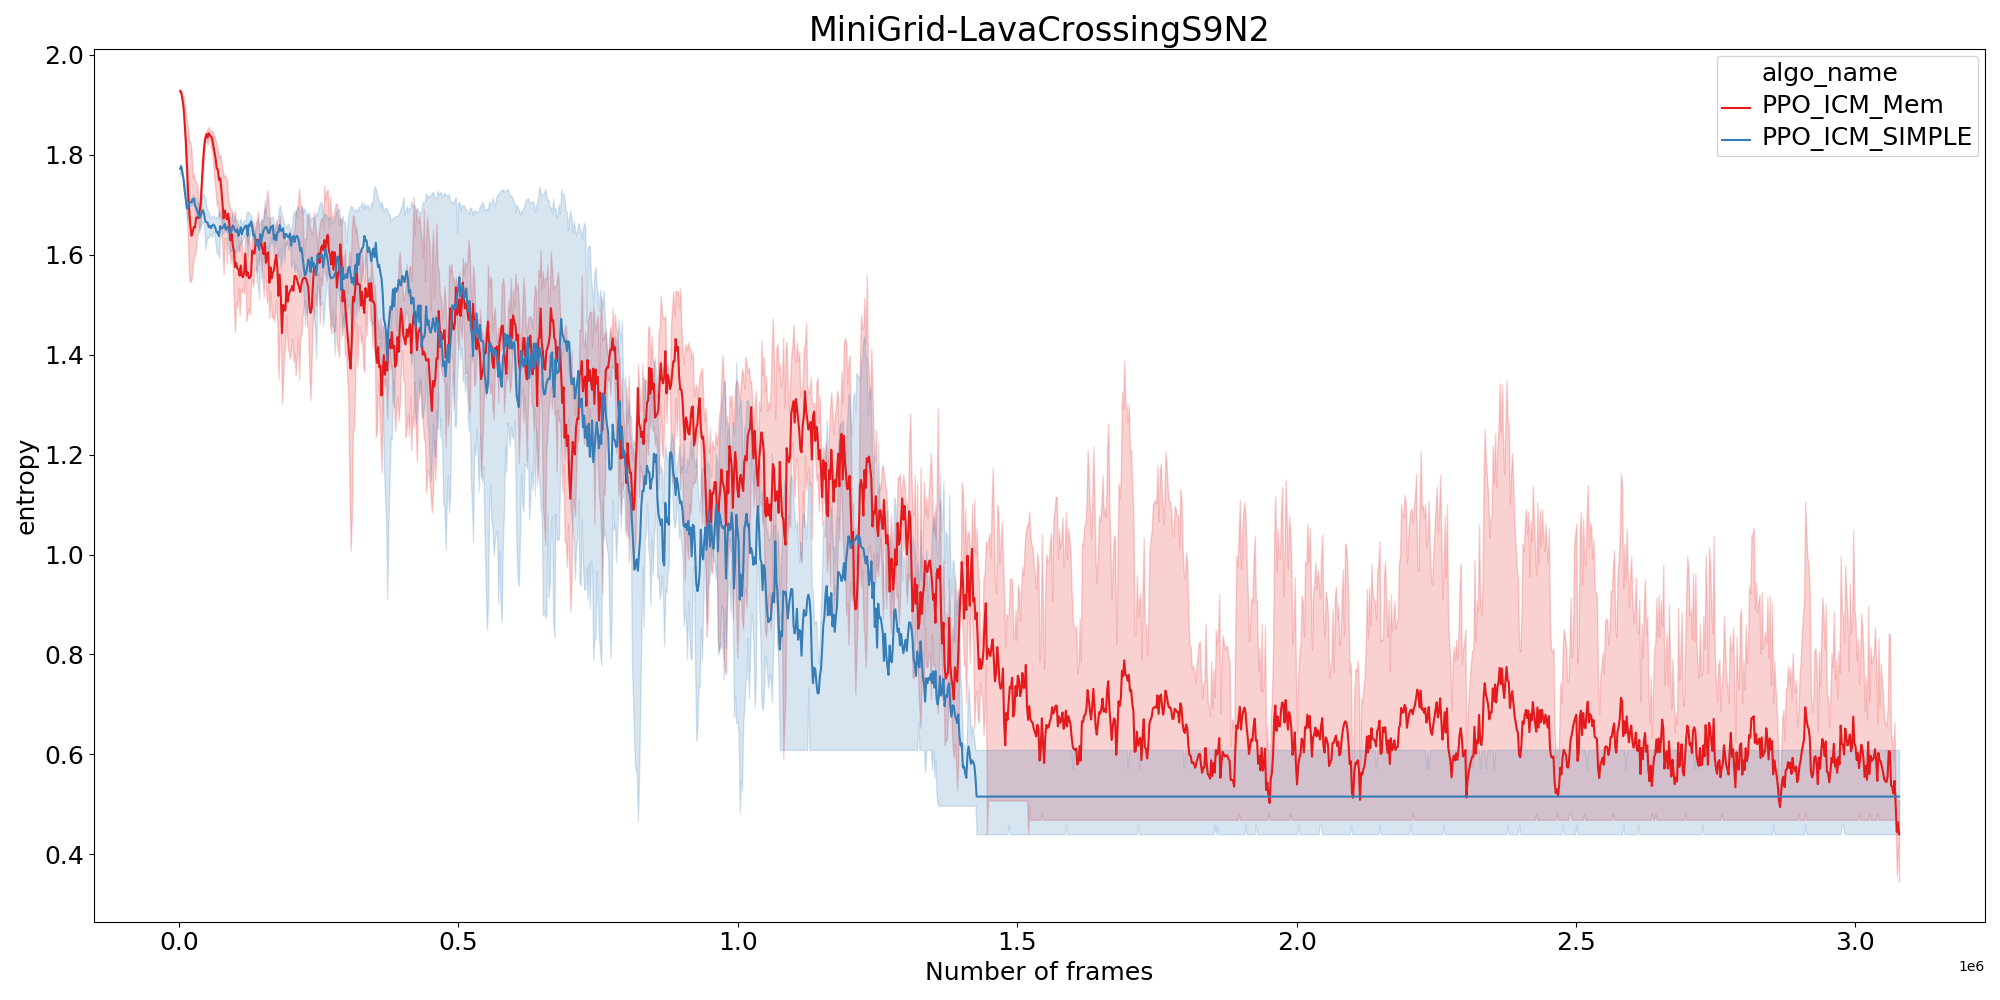 MiniGrid-LavaCrossingS9N2
algo_name
PPO_ICM_Mem
PPO_ICM_SIMPLE
entropy
2.0
1.8
1.6
1.4
1.2
1.0
0.8
0.6
0.4
0.0 0.5 1.0 1.5 2.0 2.5 3.0
1e6
Number of frames